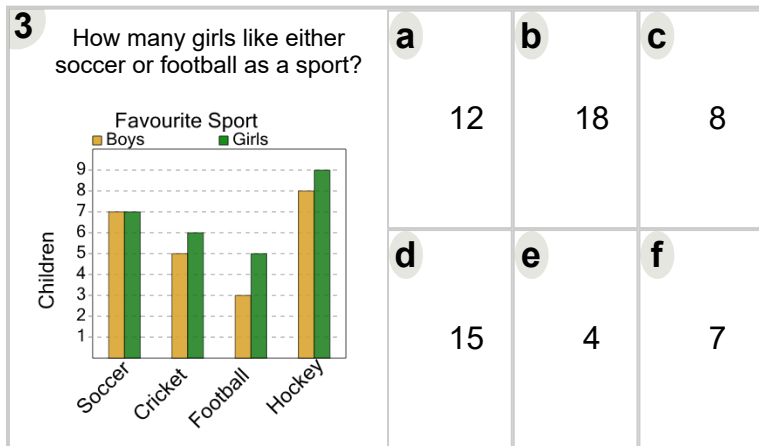 3
How many girls like either
soccer or football as a sport?
Favourite Sport
Boys Girls
9
8
7
6
5
4
3
2
1
Children
Soccer
Cricket
Football
Hockey
a
12
b
18
c
8
d
15
e
4
f
7